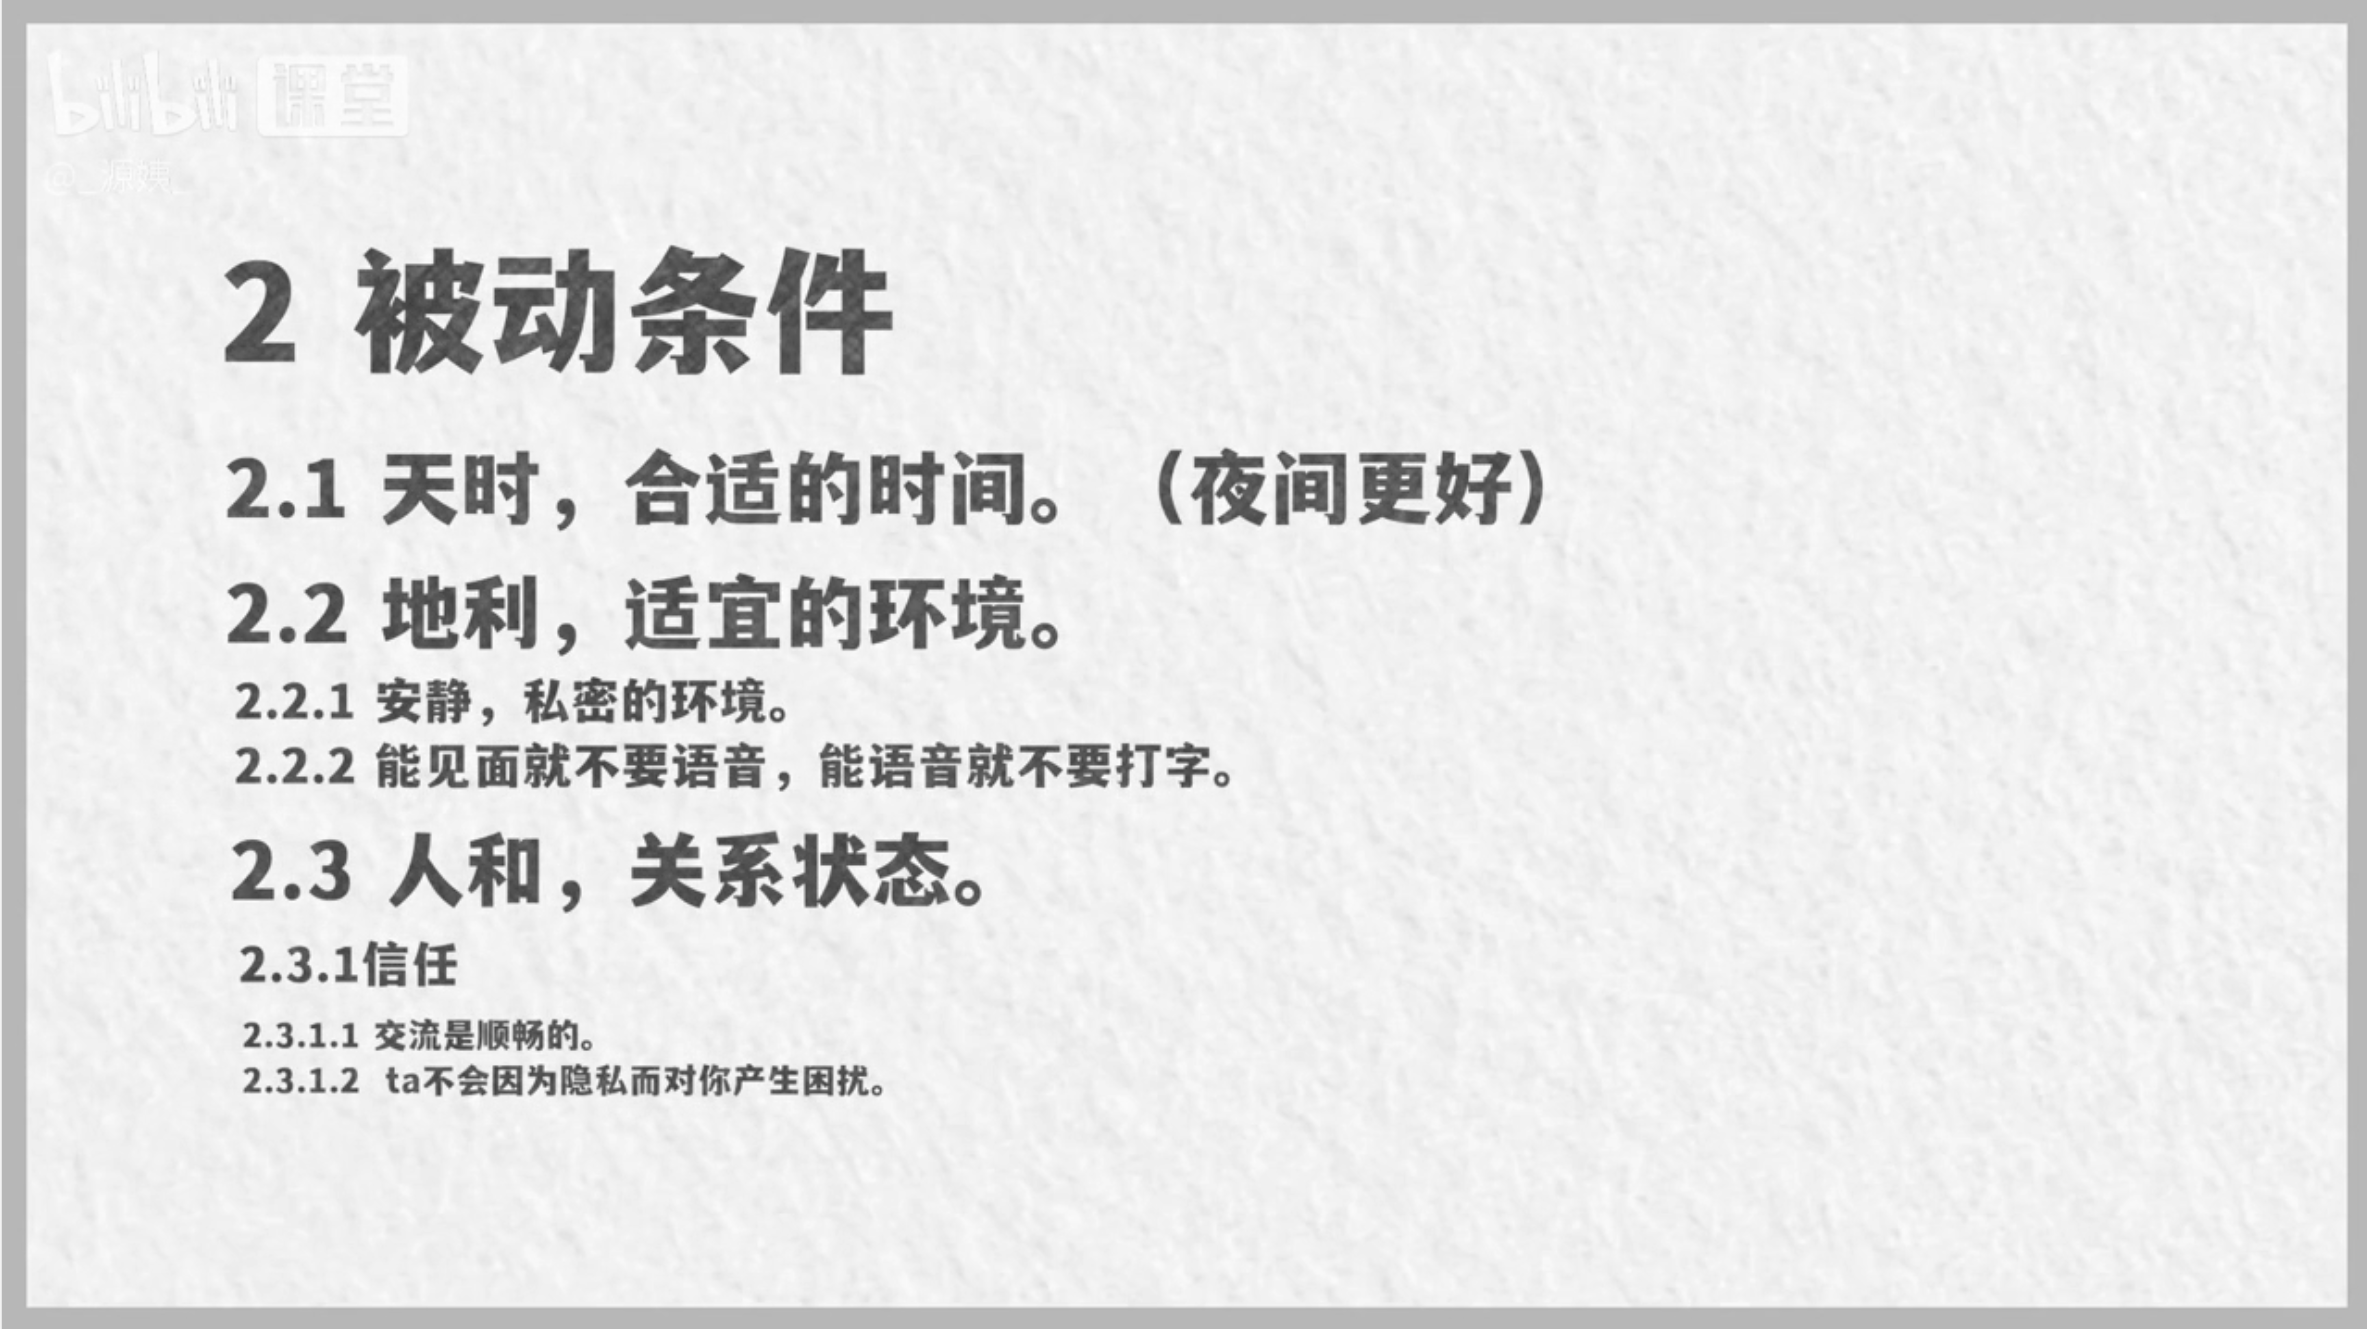 bilibili 课堂
@_源姨_
2 被动条件
2.1 天时，合适的时间。（夜间更好）
2.2 地利，适宜的环境。
2.2.1 安静，私密的环境。
2.2.2 能见面就不要语音，能语音就不要打字。
2.3 人和，关系状态。
2.3.1信任
2.3.1.1 交流是顺畅的。
2.3.1.2 ta不会因为隐私而对你产生困扰。